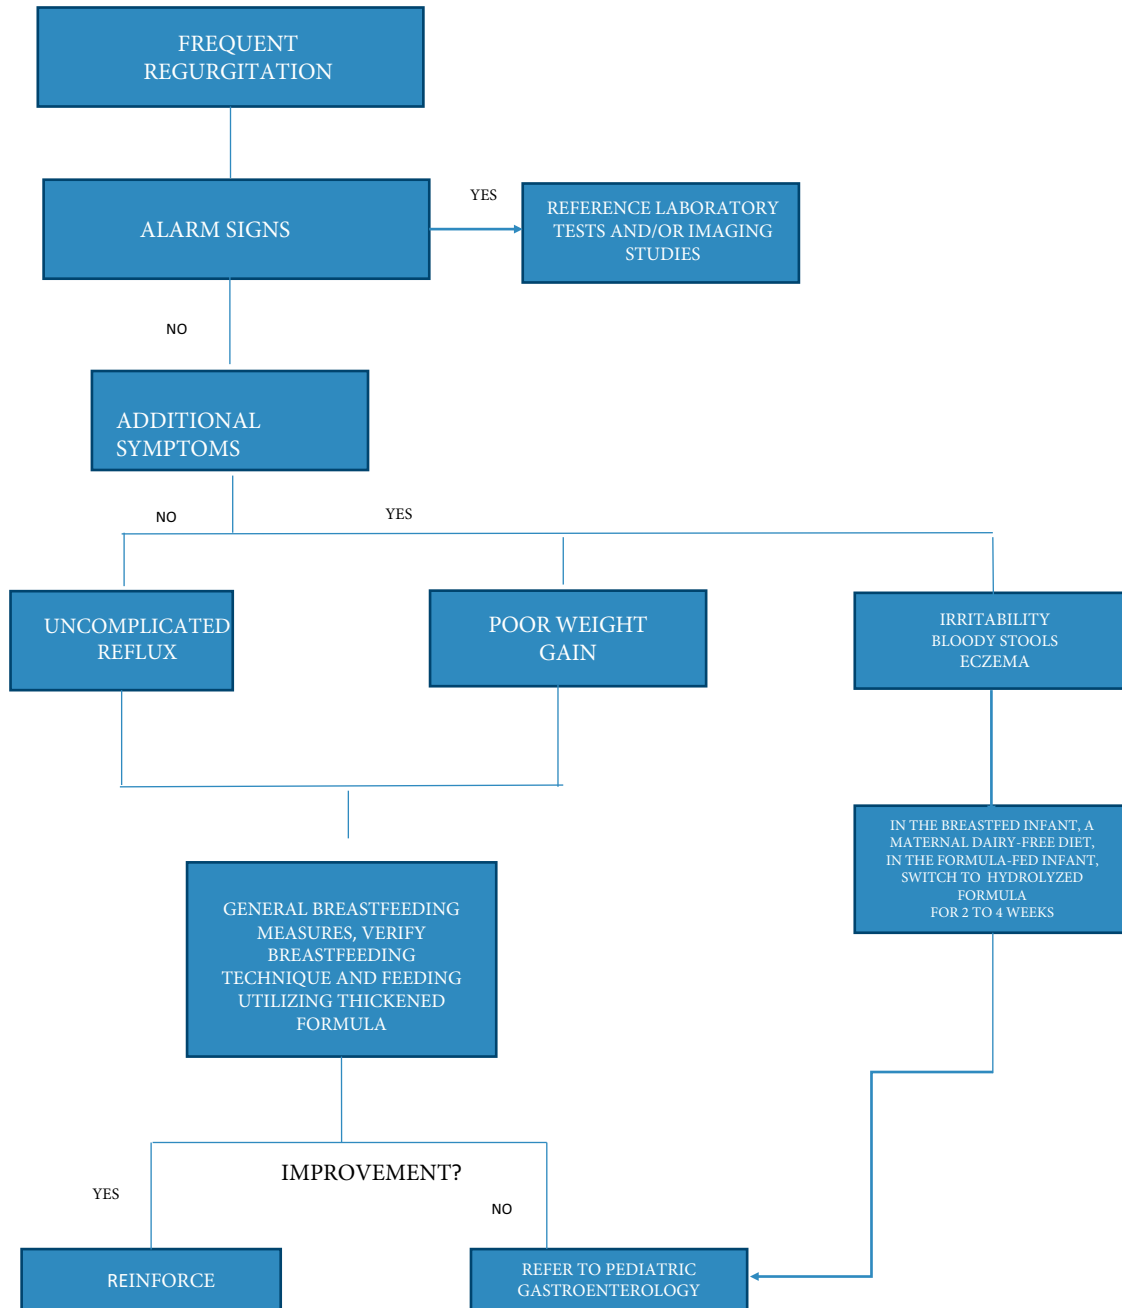 FREQUENT
REGURGITATION
ALARM SIGNS
YES
REFERENCE LABORATORY
TESTS AND/OR IMAGING
STUDIES
NO
ADDITIONAL
SYMPTOMS
NO
YES
UNCOMPLICATED
REFLUX
POOR WEIGHT
GAIN
IRRITABILITY
BLOODY STOOLS
ECZEMA
IN THE BREASTFED INFANT, A
MATERNAL DAIRY-FREE DIET,
IN THE FORMULA-FED INFANT,
SWITCH TO HYDROLYZED
FORMULA
FOR 2 TO 4 WEEKS
GENERAL BREASTFEEDING
MEASURES, VERIFY
BREASTFEEDING
TECHNIQUE AND FEEDING
UTILIZING THICKENED
FORMULA
IMPROVEMENT?
YES
NO
REINFORCE
REFER TO PEDIATRIC
GASTROENTEROLOGY